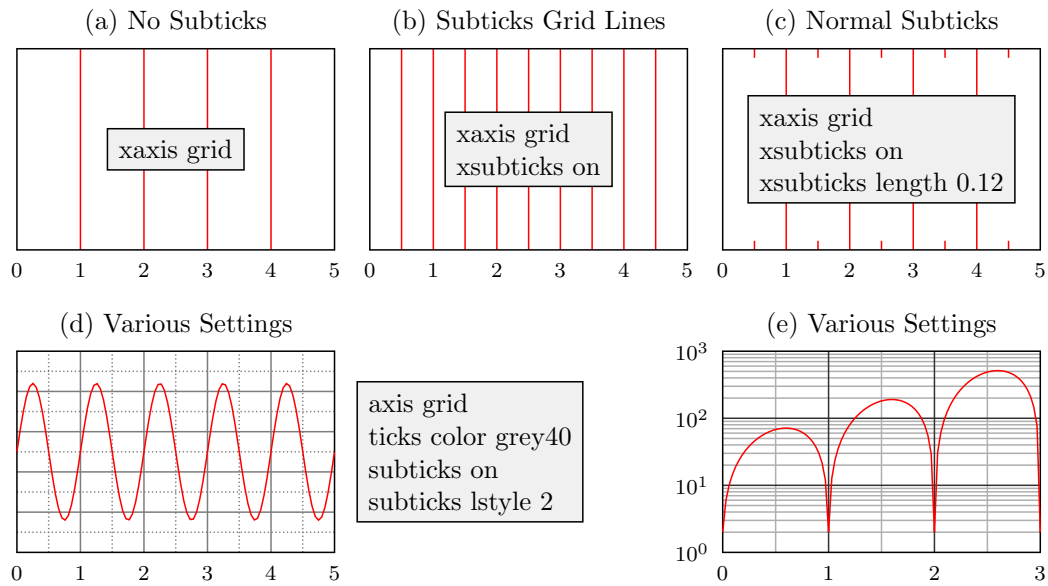 (a) No Subticks
(b) Subticks Grid Lines
(c) Normal Subticks
xaxis grid
xaxis grid
xsubticks on
xaxis grid
xsubticks on
xsubticks length 0.12
0 1 2 3 4 5
0 1 2 3 4 5
0 1 2 3 4 5
(d) Various Settings
(e) Various Settings
axis grid
ticks color grey40
subticks on
subticks lstyle 2
10³
10²
10¹
10⁰
0 1 2 3 4 5
0 1 2 3